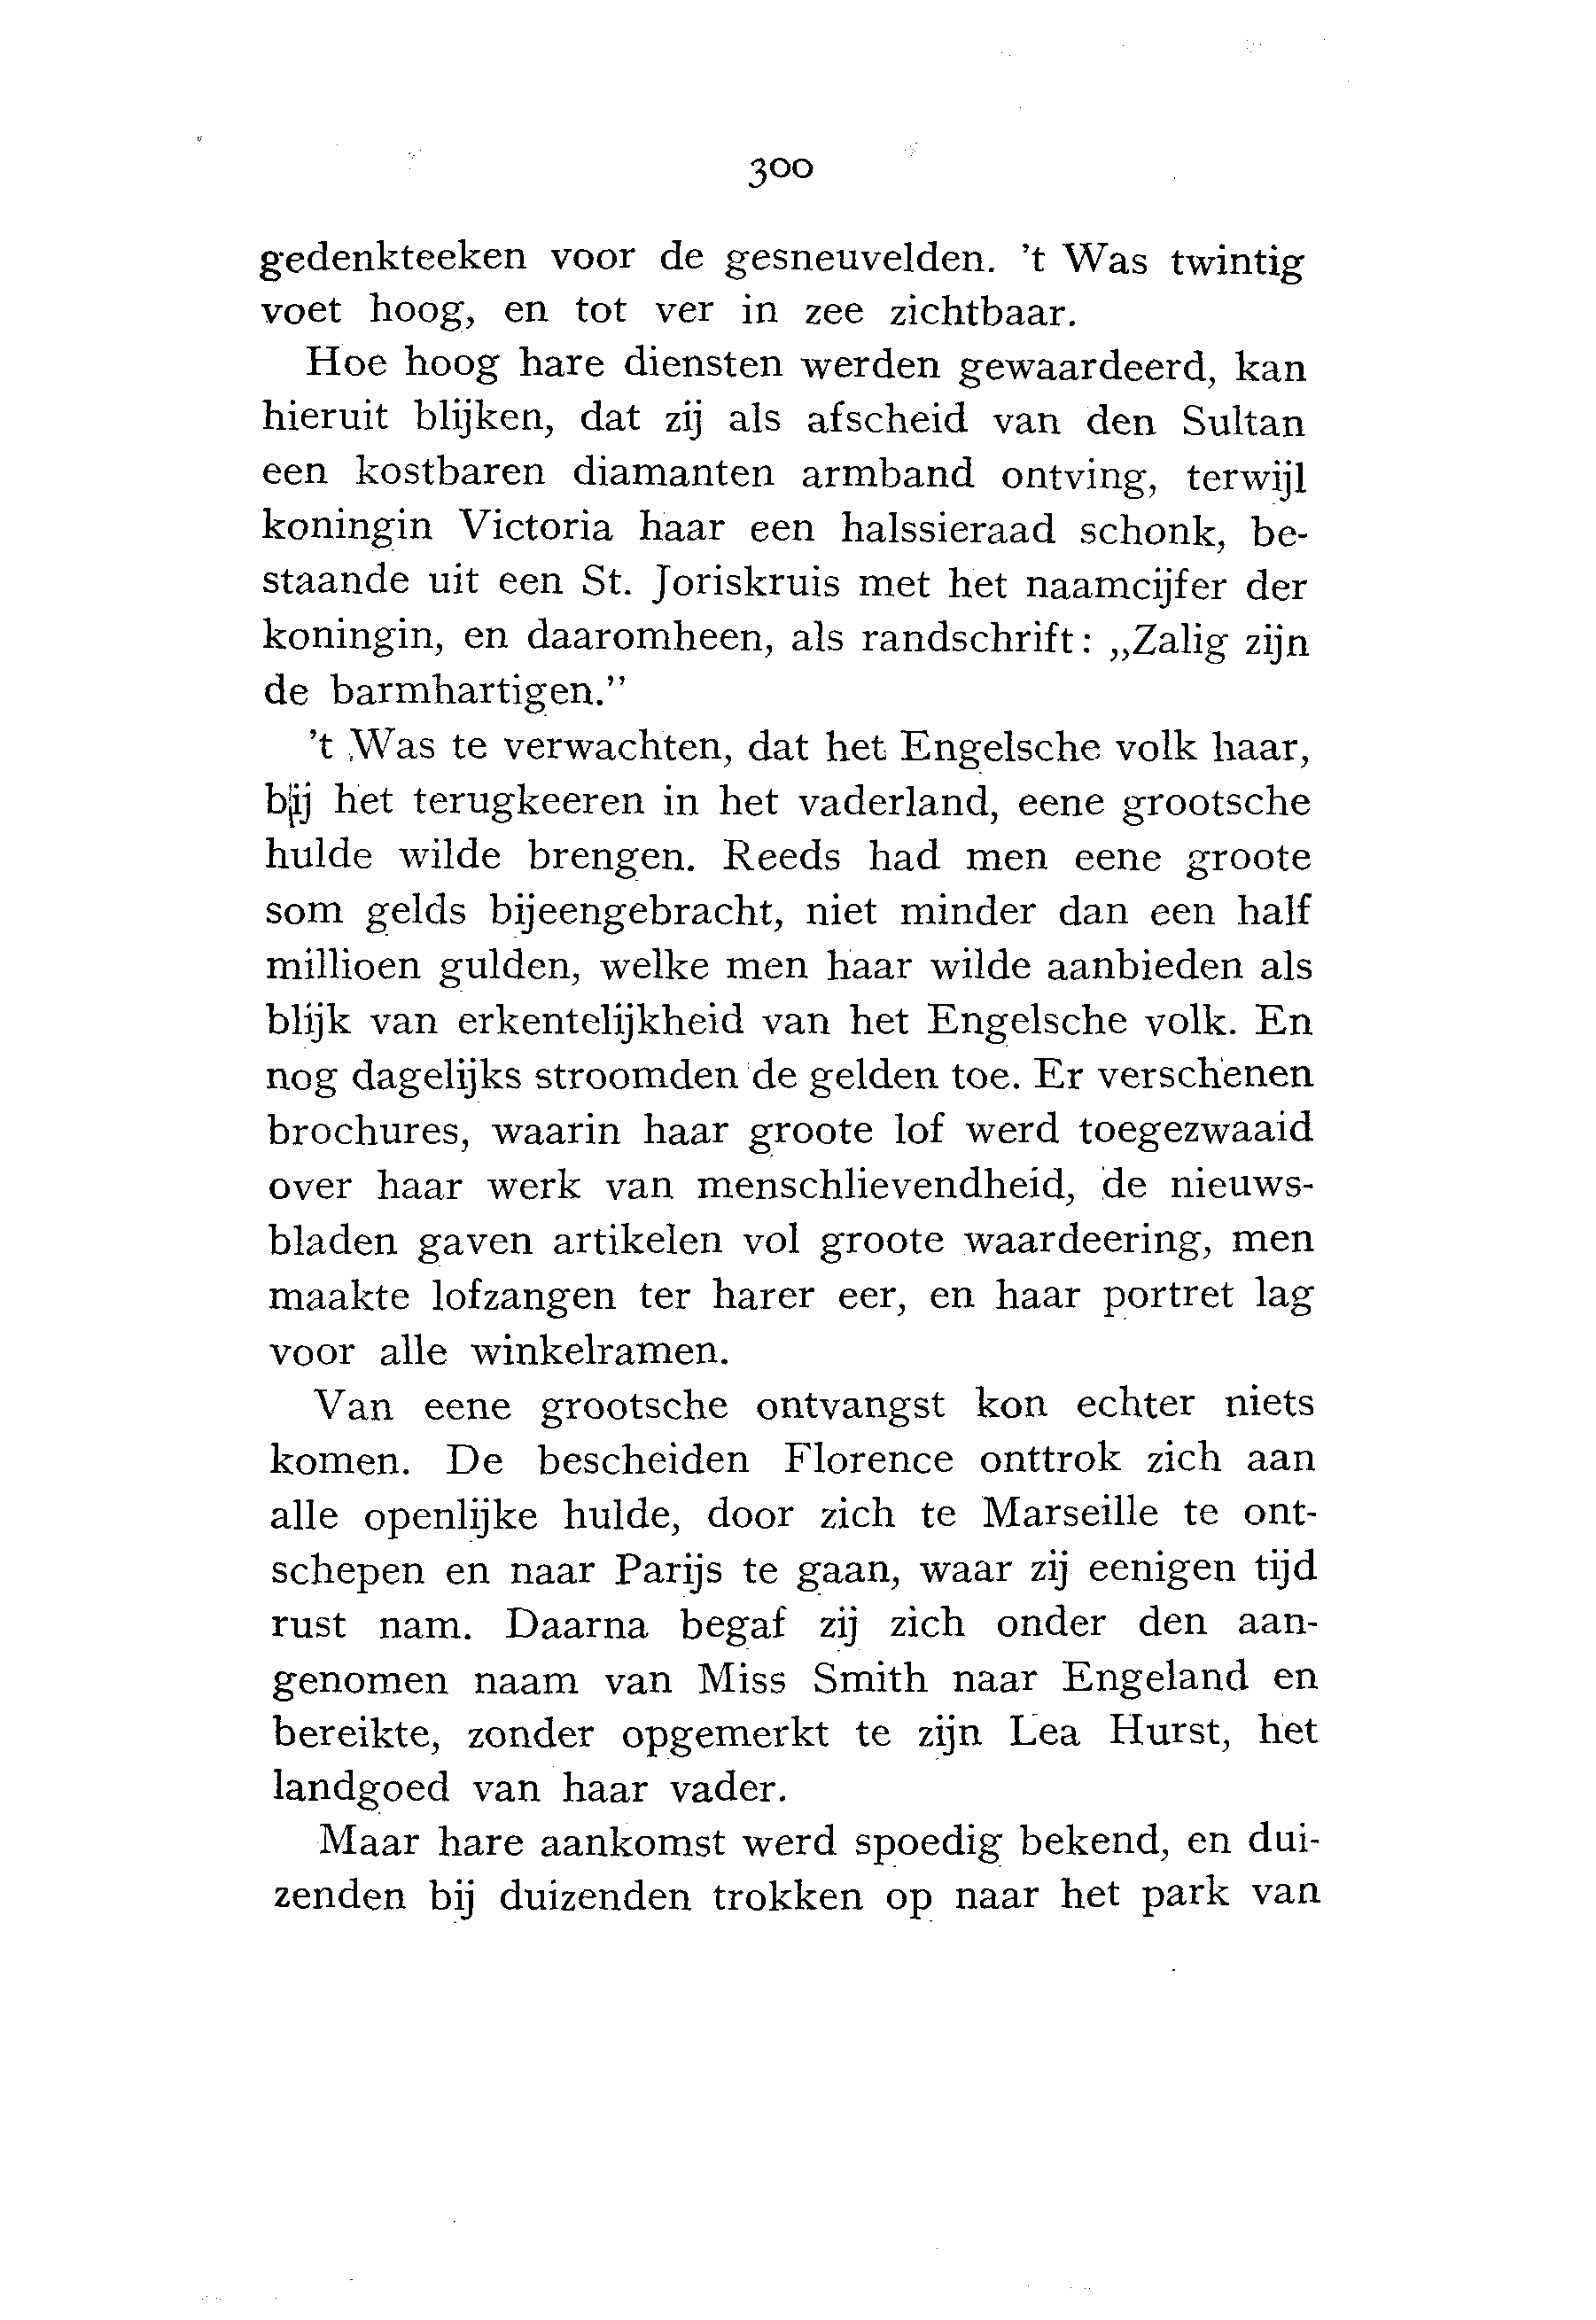 300
gedenkteeken voor de gesneuvelden. 't Was twintig
voet hoog, en tot ver in zee zichtbaar.
Hoe hoog hare diensten werden gewaardeerd, kan
hieruit blijken, dat zij als afscheid van den Sultan
een kostbaren diamanten armband ontving, terwijl
koningin Victoria haar een halssieraad schonk, be-
staande uit een St. Joriskruis met het naamcijfer der
koningin, en daaromheen, als randschrift: „Zalig zijn
de barmhartigen.”
't Was te verwachten, dat het Engelsche volk haar,
bij het terugkeeren in het vaderland, eene grootsche
hulde wilde brengen. Reeds had men eene groote
som gelds bijeengebracht, niet minder dan een half
millioen gulden, welke men haar wilde aanbieden als
blijk van erkentelijkheid van het Engelsche volk. En
nog dagelijks stroomden de gelden toe. Er verschenen
brochures, waarin haar groote lof werd toegezwaaid
over haar werk van menschlievendheid, de nieuws-
bladen gaven artikelen vol groote waardeering, men
maakte lofzangen ter harer eer, en haar portret lag
voor alle winkelramen.
Van eene grootsche ontvangst kon echter niets
komen. De bescheiden Florence onttrok zich aan
alle openlijke hulde, door zich te Marseille te ont-
schepen en naar Parijs te gaan, waar zij eenigen tijd
rust nam. Daarna begaf zij zich onder den aan-
genomen naam van Miss Smith naar Engeland en
bereikte, zonder opgemerkt te zijn Lea Hurst, het
landgoed van haar vader.
Maar hare aankomst werd spoedig bekend, en dui-
zenden bij duizenden trokken op naar het park van